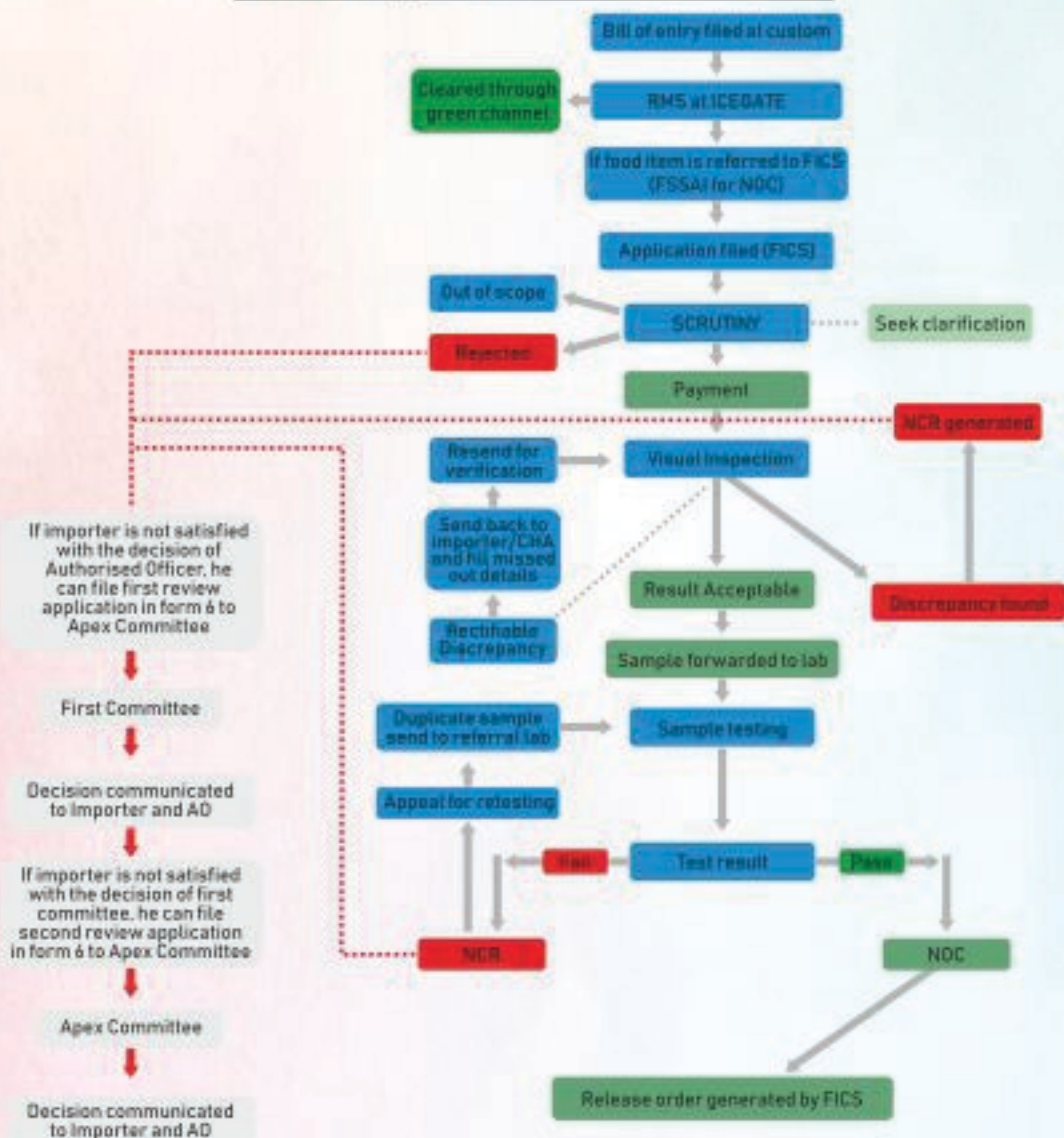 Bill of entry filed at custom
Cleared through
green channel
RMS at ICEGATE
If food item is referred to FICS
(FSSAI for NOC)
Application filed (FICS)
Out of scope
SCRUTINY
Seek clarification
Rejected
Payment
NCR generated
Resend for
verification
Visual Inspection
Send back to
importer/CHA
and fill missed
out details
If importer is not satisfied
with the decision of
Authorised Officer, he
can file first review
application in form 6 to
Apex Committee
Result Acceptable
Discrepancy found
Rectifiable
Discrepancy
Sample forwarded to lab
First Committee
Duplicate sample
send to referral lab
Sample testing
Decision communicated
to Importer and AO
Appeal for retesting
If importer is not satisfied
with the decision of first
committee, he can file
second review application
in form 6 to Apex Committee
Fail
Test result
Pass
NCR
NOC
Apex Committee
Release order generated by FICS
Decision communicated
to Importer and AO